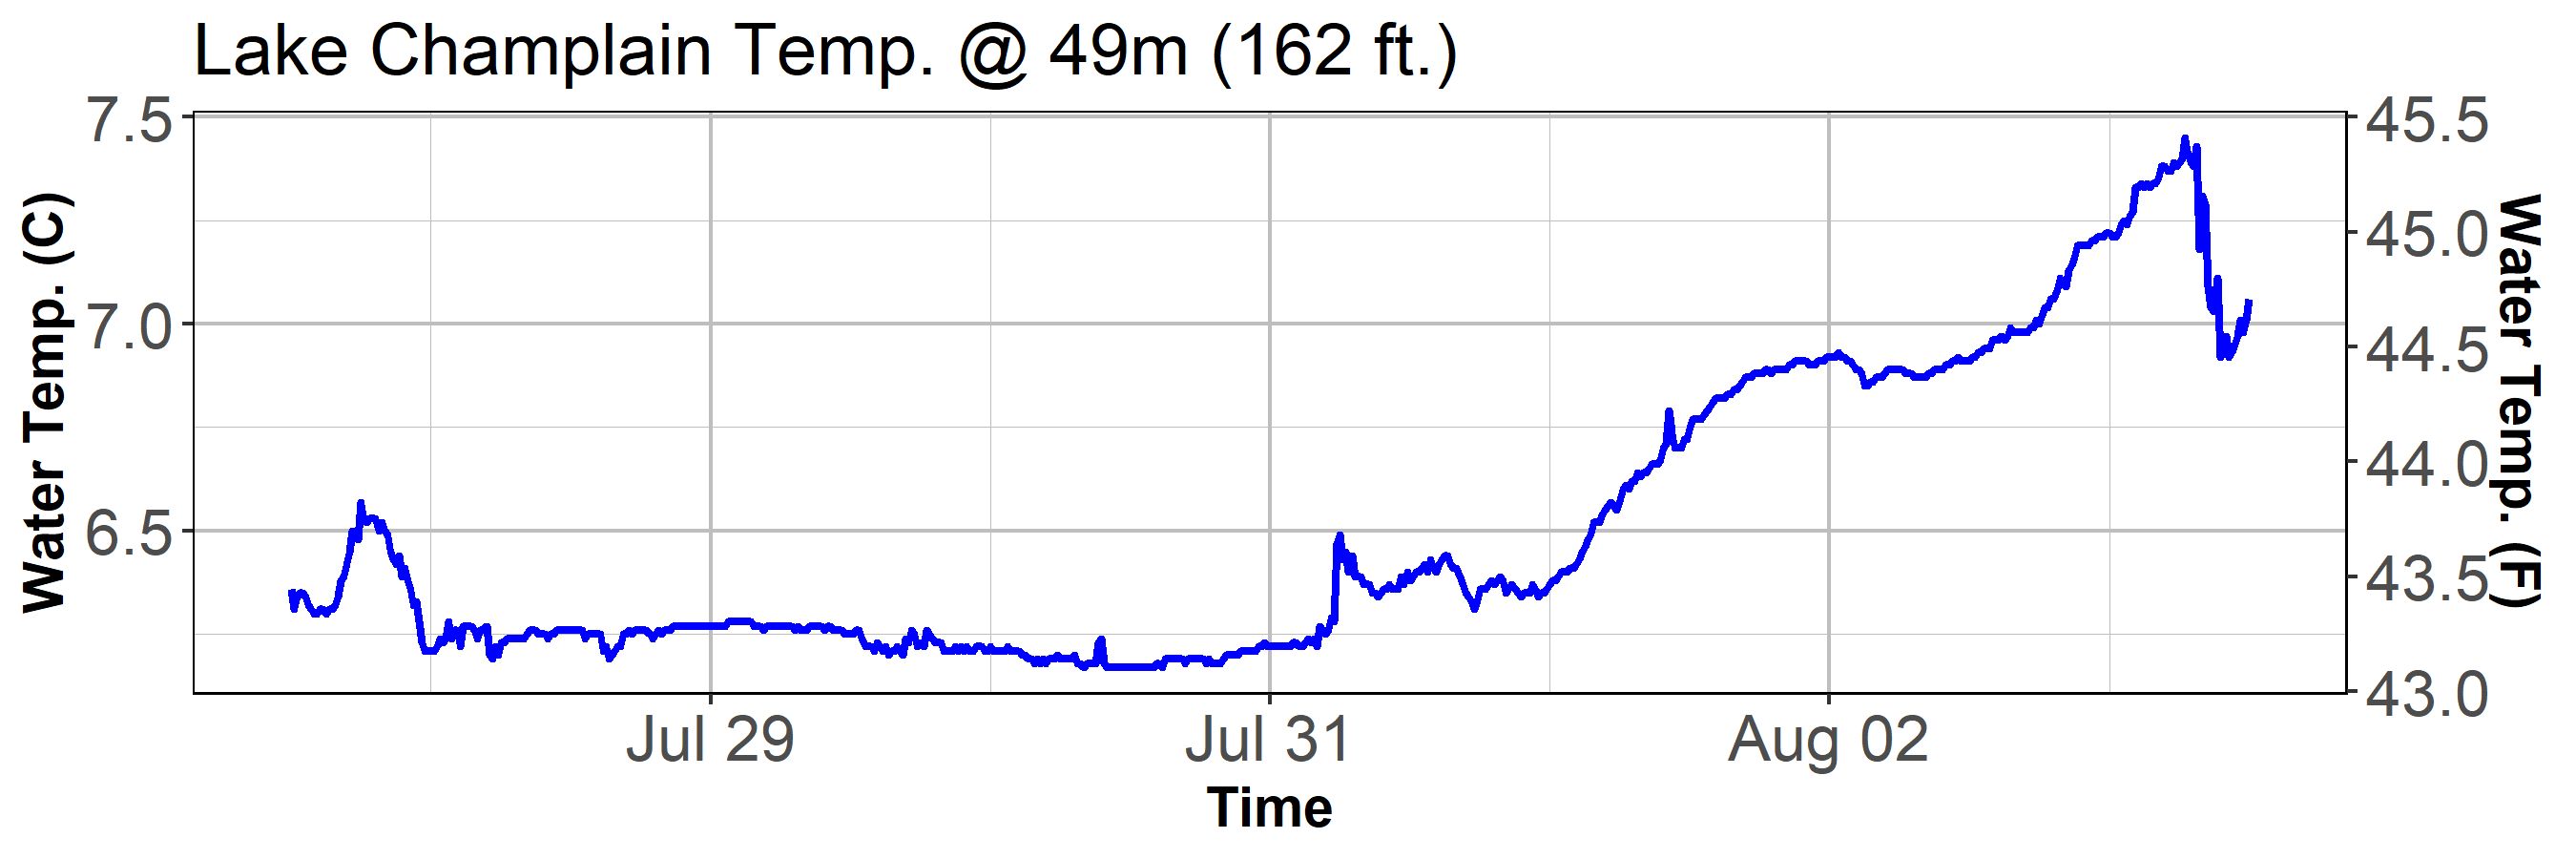 Lake Champlain Temp. @ 49m (162 ft.)
7.5
7.0
6.5
Water Temp. (C)
45.5
45.0
44.5
44.0
43.5
43.0
Water Temp. (F)
Jul 29
Jul 31
Aug 02
Time